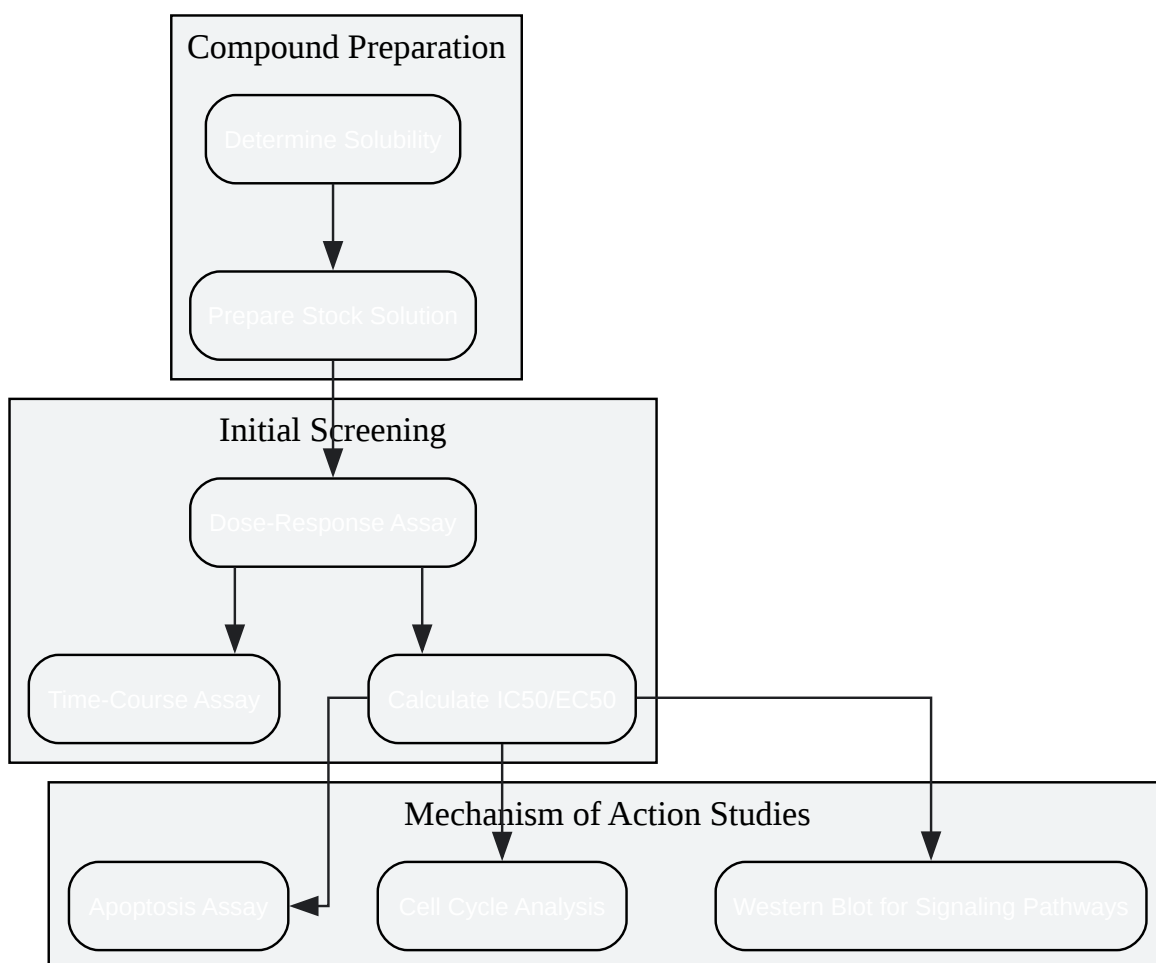 Compound Preparation
Determine Solubility
Prepare Stock Solution
Initial Screening
Dose-Response Assay
Time-Course Assay
Calculate IC50/EC50
Mechanism of Action Studies
Apoptosis Assay
Cell Cycle Analysis
Western Blot for Signaling Pathways